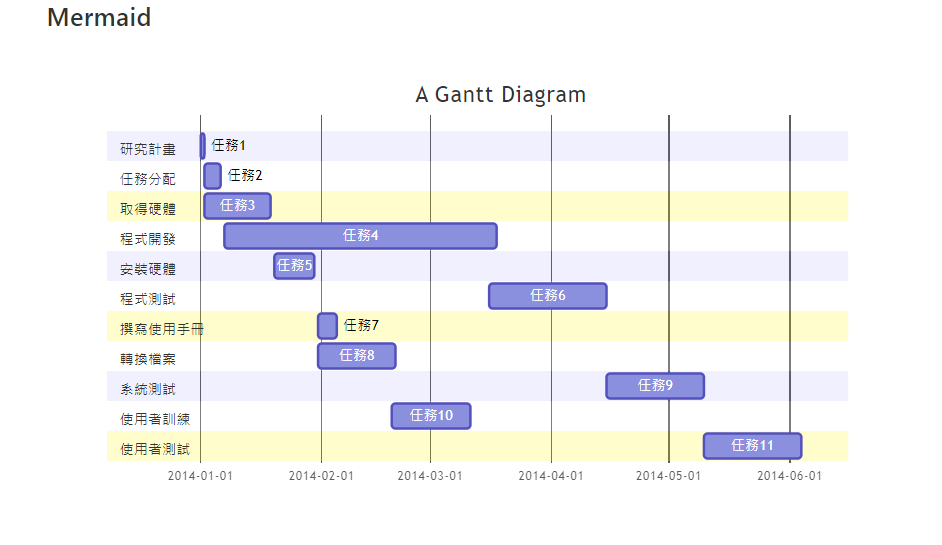 Mermaid
A Gantt Diagram
研究計畫 任務1
任務分配 任務2
取得硬體 任務3
程式開發 任務4
安裝硬體 任務5
程式測試 任務6
撰寫使用手冊 任務7
轉換檔案 任務8
系統測試 任務9
使用者訓練 任務10
使用者測試 任務11
2014-01-01 2014-02-01 2014-03-01 2014-04-01 2014-05-01 2014-06-01